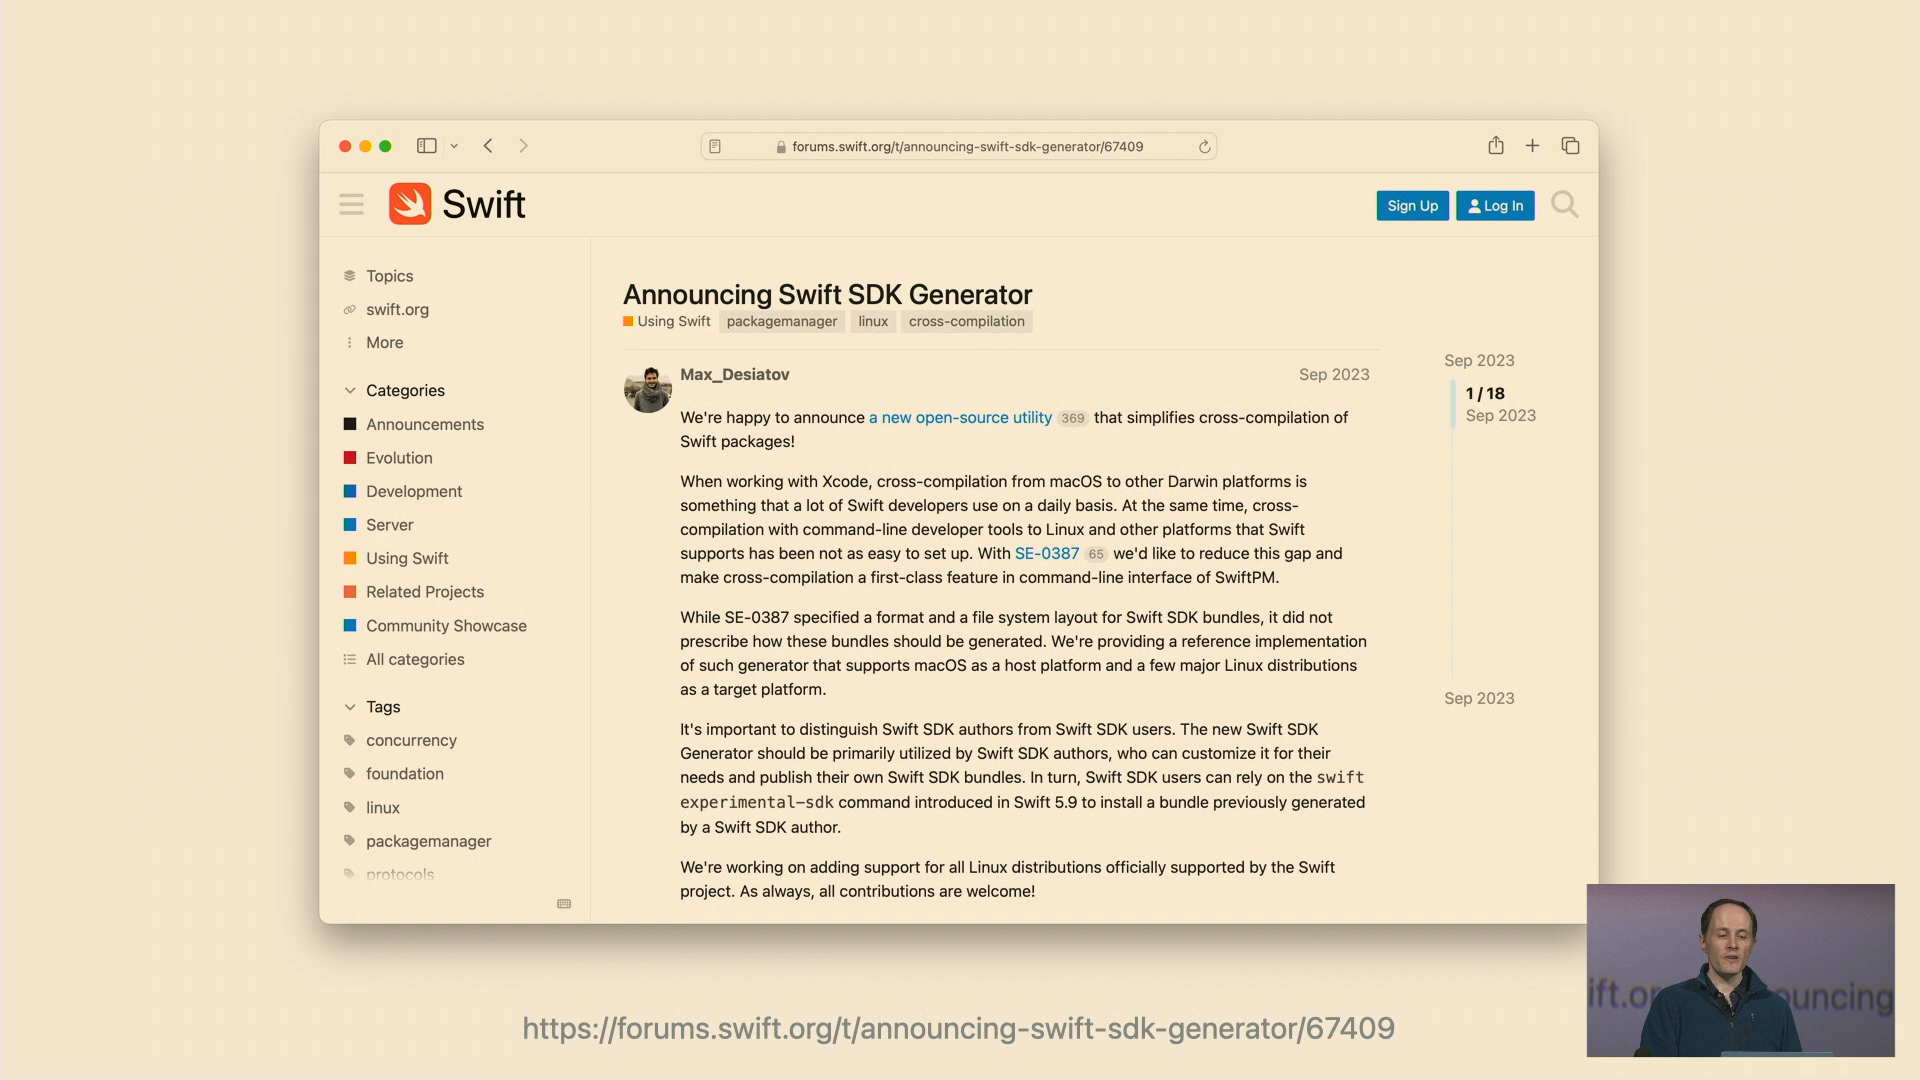 forums.swift.org/t/announcing-swift-sdk-generator/67409
Swift
Sign Up
Log In
Topics
swift.org
More
Categories
Announcements
Evolution
Development
Server
Using Swift
Related Projects
Community Showcase
All categories
Tags
concurrency
foundation
linux
packagemanager
protocols
Announcing Swift SDK Generator
Using Swift packagemanager linux cross-compilation
Max_Desiatov Sep 2023
We're happy to announce a new open-source utility 369 that simplifies cross-compilation of
Swift packages!
When working with Xcode, cross-compilation from macOS to other Darwin platforms is
something that a lot of Swift developers use on a daily basis. At the same time, cross-
compilation with command-line developer tools to Linux and other platforms that Swift
supports has been not as easy to set up. With SE-0387 65 we'd like to reduce this gap and
make cross-compilation a first-class feature in command-line interface of SwiftPM.
While SE-0387 specified a format and a file system layout for Swift SDK bundles, it did not
prescribe how these bundles should be generated. We're providing a reference implementation
of such generator that supports macOS as a host platform and a few major Linux distributions
as a target platform.
It's important to distinguish Swift SDK authors from Swift SDK users. The new Swift SDK
Generator should be primarily utilized by Swift SDK authors, who can customize it for their
needs and publish their own Swift SDK bundles. In turn, Swift SDK users can rely on the swift
experimental-sdk command introduced in Swift 5.9 to install a bundle previously generated
by a Swift SDK author.
We're working on adding support for all Linux distributions officially supported by the Swift
project. As always, all contributions are welcome!
Sep 2023
1 / 18
Sep 2023
Sep 2023
ift.or ouncing
https://forums.swift.org/t/announcing-swift-sdk-generator/67409